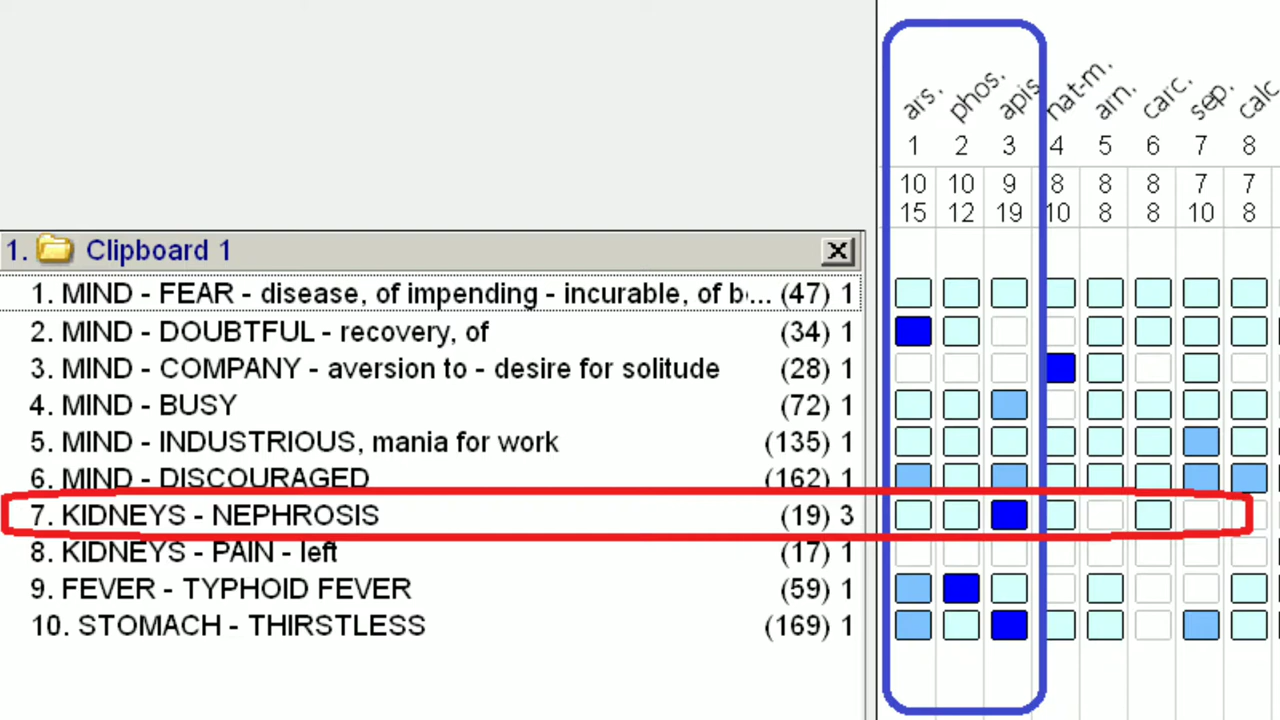 ars. phos. apis. nat-m. arn. carc. sep. calc
1 2 3 4 5 6 7 8
10 10 9 8 8 8 7 7
15 12 19 10 8 8 10 8
1. Clipboard 1 X
1. MIND - FEAR - disease, of impending - incurable, of b... (47) 1
2. MIND - DOUBTFUL - recovery, of (34) 1
3. MIND - COMPANY - aversion to - desire for solitude (28) 1
4. MIND - BUSY (72) 1
5. MIND - INDUSTRIOUS, mania for work (135) 1
6. MIND - DISCOURAGED (162) 1
7. KIDNEYS - NEPHROSIS (19) 3
8. KIDNEYS - PAIN - left (17) 1
9. FEVER - TYPHOID FEVER (59) 1
10. STOMACH - THIRSTLESS (169) 1